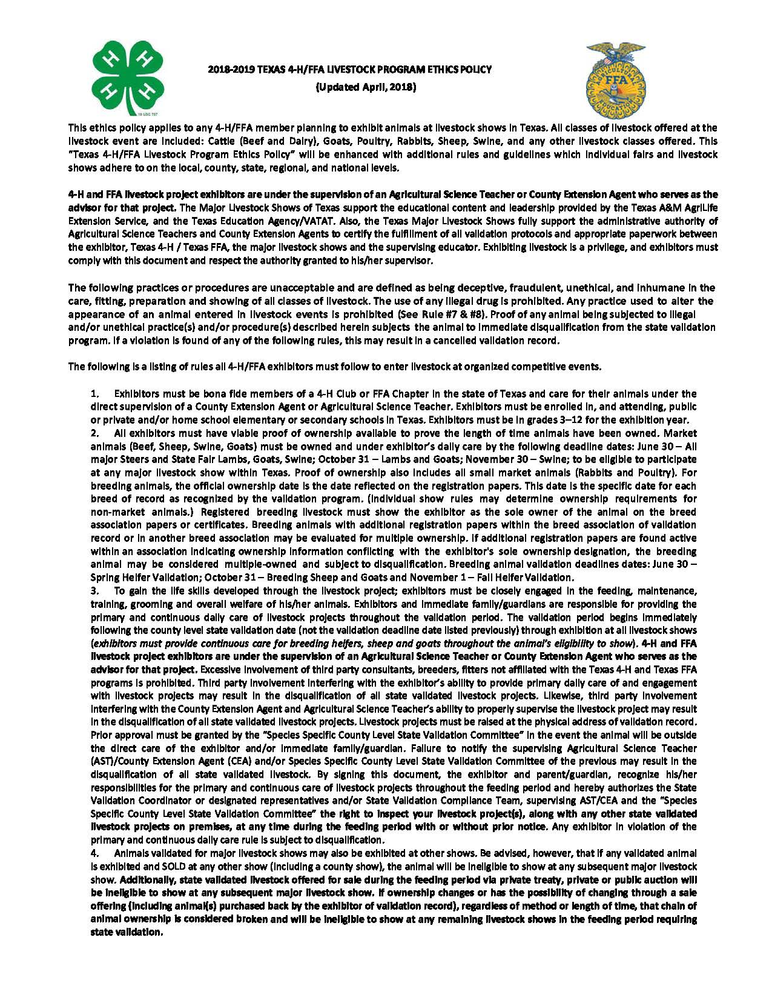 H H
H H
18 USC 707
2018-2019 TEXAS 4-H/FFA LIVESTOCK PROGRAM ETHICS POLICY
(Updated April, 2018)
AGRICULTURAL
FFA
EDUCATION
This ethics policy applies to any 4-H/FFA member planning to exhibit animals at livestock shows in Texas. All classes of livestock offered at the
livestock event are included: Cattle (Beef and Dairy), Goats, Poultry, Rabbits, Sheep, Swine, and any other livestock classes offered. This
"Texas 4-H/FFA Livestock Program Ethics Policy" will be enhanced with additional rules and guidelines which individual fairs and livestock
shows adhere to on the local, county, state, regional, and national levels.
4-H and FFA livestock project exhibitors are under the supervision of an Agricultural Science Teacher or County Extension Agent who serves as the
advisor for that project. The Major Livestock Shows of Texas support the educational content and leadership provided by the Texas A&M AgriLife
Extension Service, and the Texas Education Agency/VATAT. Also, the Texas Major Livestock Shows fully support the administrative authority of
Agricultural Science Teachers and County Extension Agents to certify the fulfillment of all validation protocols and appropriate paperwork between
the exhibitor, Texas 4-H / Texas FFA, the major livestock shows and the supervising educator. Exhibiting livestock is a privilege, and exhibitors must
comply with this document and respect the authority granted to his/her supervisor.
The following practices or procedures are unacceptable and are defined as being deceptive, fraudulent, unethical, and inhumane in the
care, fitting, preparation and showing of all classes of livestock. The use of any illegal drug is prohibited. Any practice used to alter the
appearance of an animal entered in livestock events is prohibited (See Rule #7 & #8). Proof of any animal being subjected to illegal
and/or unethical practice(s) and/or procedure(s) described herein subjects the animal to immediate disqualification from the state validation
program. If a violation is found of any of the following rules, this may result in a cancelled validation record.
The following is a listing of rules all 4-H/FFA exhibitors must follow to enter livestock at organized competitive events.
1. Exhibitors must be bona fide members of a 4-H Club or FFA Chapter in the state of Texas and care for their animals under the
direct supervision of a County Extension Agent or Agricultural Science Teacher. Exhibitors must be enrolled in, and attending, public
or private and/or home school elementary or secondary schools in Texas. Exhibitors must be in grades 3–12 for the exhibition year.
2. All exhibitors must have viable proof of ownership available to prove the length of time animals have been owned. Market
animals (Beef, Sheep, Swine, Goats) must be owned and under exhibitor's daily care by the following deadline dates: June 30 – All
major Steers and State Fair Lambs, Goats, Swine; October 31 – Lambs and Goats; November 30 – Swine; to be eligible to participate
at any major livestock show within Texas. Proof of ownership also includes all small market animals (Rabbits and Poultry). For
breeding animals, the official ownership date is the date reflected on the registration papers. This date is the specific date for each
breed of record as recognized by the validation program. (Individual show rules may determine ownership requirements for
non-market animals.) Registered breeding livestock must show the exhibitor as the sole owner of the animal on the breed
association papers or certificates. Breeding animals with additional registration papers within the breed association of validation
record or in another breed association may be evaluated for multiple ownership. If additional registration papers are found active
within an association indicating ownership information conflicting with the exhibitor's sole ownership designation, the breeding
animal may be considered multiple-owned and subject to disqualification. Breeding animal validation deadlines dates: June 30 –
Spring Heifer Validation; October 31 – Breeding Sheep and Goats and November 1 – Fall Heifer Validation.
3. To gain the life skills developed through the livestock project; exhibitors must be closely engaged in the feeding, maintenance,
training, grooming and overall welfare of his/her animals. Exhibitors and immediate family/guardians are responsible for providing the
primary and continuous daily care of livestock projects throughout the validation period. The validation period begins immediately
following the county level state validation date (not the validation deadline date listed previously) through exhibition at all livestock shows
(exhibitors must provide continuous care for breeding heifers, sheep and goats throughout the animal's eligibility to show). 4-H and FFA
livestock project exhibitors are under the supervision of an Agricultural Science Teacher or County Extension Agent who serves as the
advisor for that project. Excessive involvement of third party consultants, breeders, fitters not affiliated with the Texas 4-H and Texas FFA
programs is prohibited. Third party involvement interfering with the exhibitor's ability to provide primary daily care of and engagement
with livestock projects may result in the disqualification of all state validated livestock projects. Likewise, third party involvement
interfering with the County Extension Agent and Agricultural Science Teacher's ability to properly supervise the livestock project may result
in the disqualification of all state validated livestock projects. Livestock projects must be raised at the physical address of validation record.
Prior approval must be granted by the "Species Specific County Level State Validation Committee" in the event the animal will be outside
the direct care of the exhibitor and/or immediate family/guardian. Failure to notify the supervising Agricultural Science Teacher
(AST)/County Extension Agent (CEA) and/or Species Specific County Level State Validation Committee of the previous may result in the
disqualification of all state validated livestock. By signing this document, the exhibitor and parent/guardian, recognize his/her
responsibilities for the primary and continuous care of livestock projects throughout the feeding period and hereby authorizes the State
Validation Coordinator or designated representatives and/or State Validation Compliance Team, supervising AST/CEA and the "Species
Specific County Level State Validation Committee" the right to inspect your livestock project(s), along with any other state validated
livestock projects on premises, at any time during the feeding period with or without prior notice. Any exhibitor in violation of the
primary and continuous daily care rule is subject to disqualification.
4. Animals validated for major livestock shows may also be exhibited at other shows. Be advised, however, that if any validated animal
is exhibited and SOLD at any other show (including a county show), the animal will be ineligible to show at any subsequent major livestock
show. Additionally, state validated livestock offered for sale during the feeding period via private treaty, private or public auction will
be ineligible to show at any subsequent major livestock show. If ownership changes or has the possibility of changing through a sale
offering (including animal(s) purchased back by the exhibitor of validation record), regardless of method or length of time, that chain of
animal ownership is considered broken and will be ineligible to show at any remaining livestock shows in the feeding period requiring
state validation.